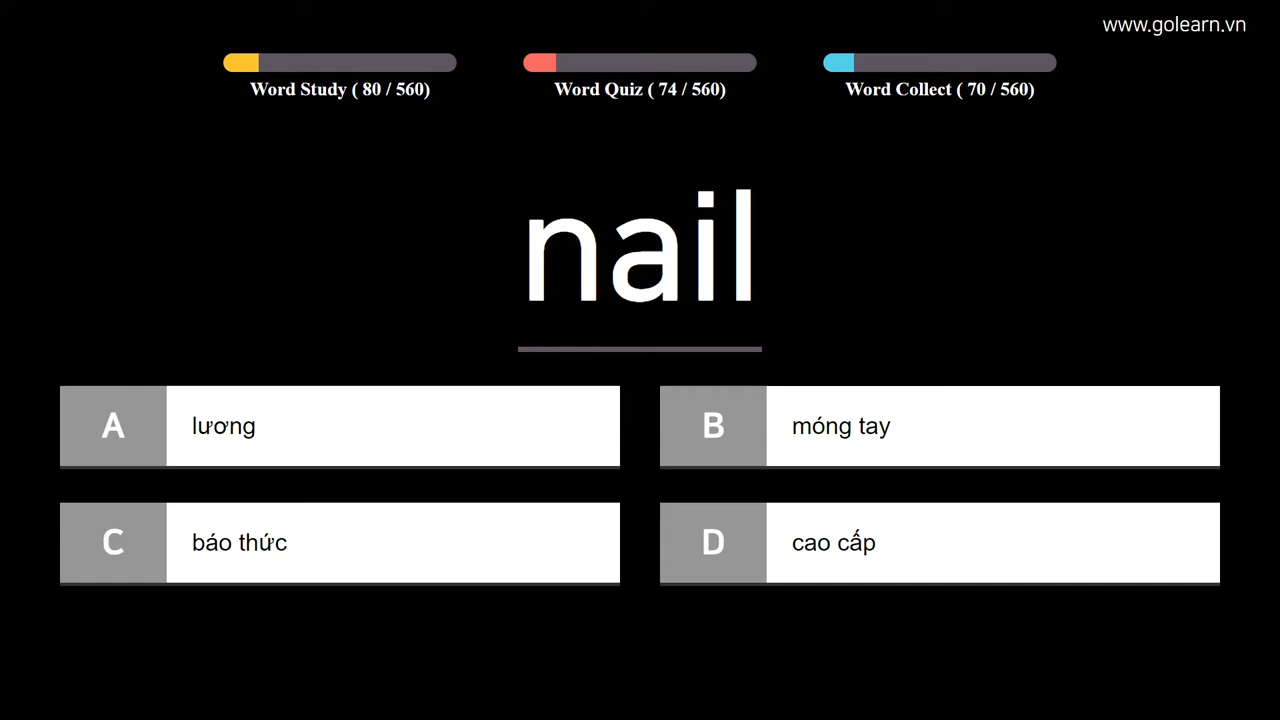 www.golearn.vn
Word Study ( 80 / 560)
Word Quiz ( 74 / 560)
Word Collect ( 70 / 560)
nail
A lương
B móng tay
C báo thức
D cao cấp